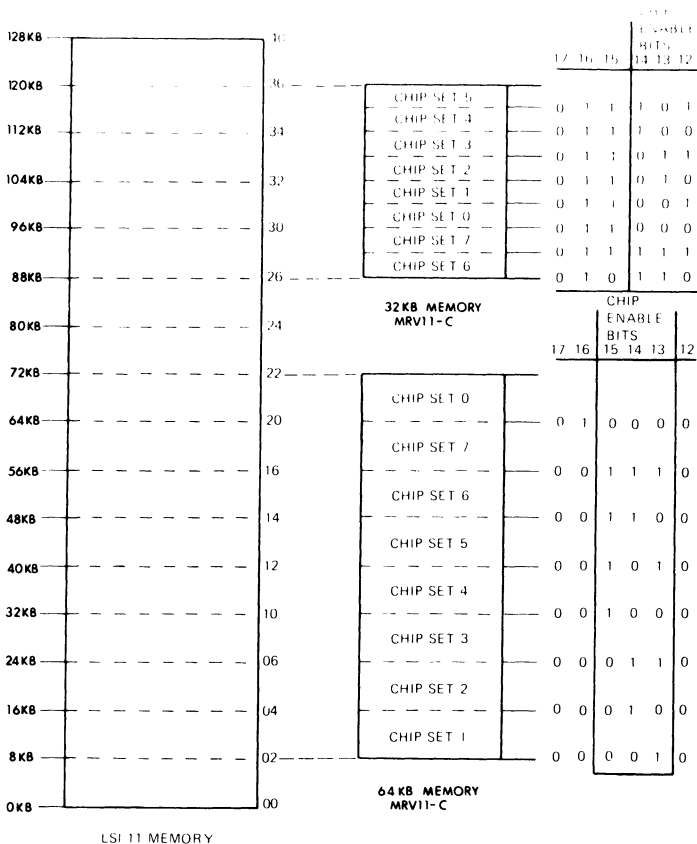 ENABLE
BITS
17 16 15 14 13 12
128KB 40
120KB 36
CHIP SET 5
0 1 1 1 0 1
CHIP SET 4
112KB 34
0 1 1 1 0 0
CHIP SET 3
0 1 1 0 1 1
CHIP SET 2
104KB 32
0 1 1 0 1 0
CHIP SET 1
0 1 1 0 0 1
CHIP SET 0
96KB 30
0 1 1 0 0 0
CHIP SET 7
0 1 1 1 1 1
CHIP SET 6
88KB 26
0 1 0 1 1 0
32KB MEMORY
MRV11-C
CHIP
ENABLE
BITS
17 16 15 14 13 12
80KB 24
72KB 22
CHIP SET 0
64KB 20
0 1 0 0 0 0
CHIP SET 7
56KB 16
0 0 1 1 1 0
CHIP SET 6
48KB 14
0 0 1 1 0 0
CHIP SET 5
40KB 12
0 0 1 0 1 0
CHIP SET 4
32KB 10
0 0 1 0 0 0
CHIP SET 3
24KB 06
0 0 0 1 1 0
CHIP SET 2
16KB 04
0 0 0 1 0 0
CHIP SET 1
8KB 02
0 0 0 0 1 0
64KB MEMORY
MRV11-C
0KB 00
LSI 11 MEMORY